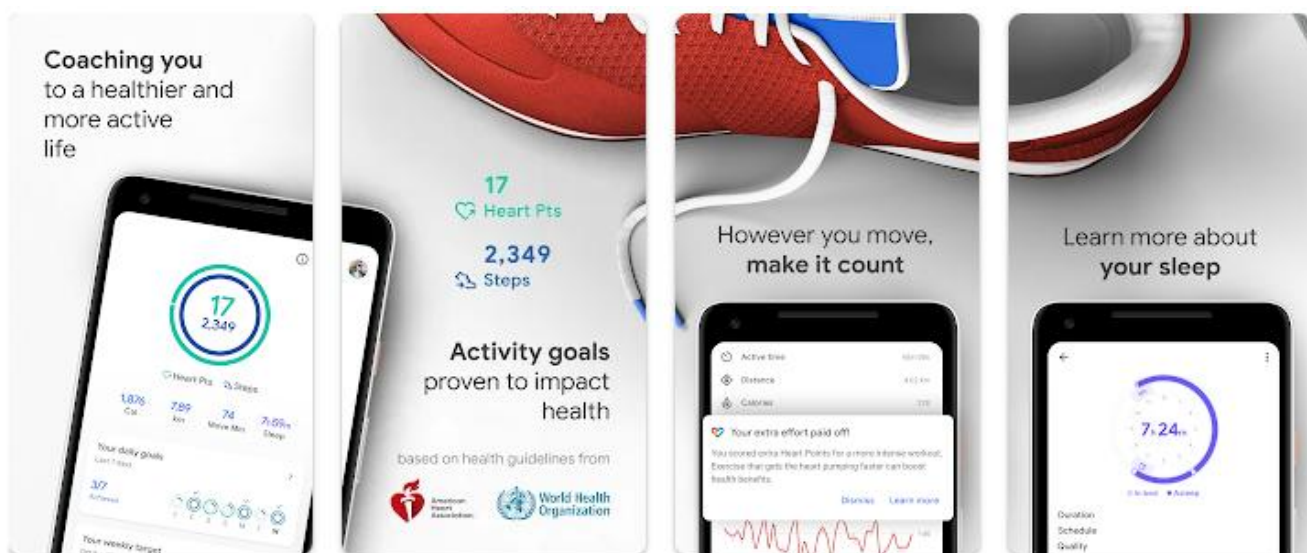 Coaching you
to a healthier and
more active
life
17
2,349
Heart Pts
Steps
1,876
Cal
7.89
km
74
Move Min
7h 09m
Sleep
Your daily goals
Last 7 days
3/7
Achieved
Your weekly target
17
Heart Pts
2,349
Steps
Activity goals
proven to impact
health
based on health guidelines from
American
Heart
Association
World Health
Organization
However you move,
make it count
Active time
Distance
Calories
Your extra effort paid off!
You scored extra Heart Points for a more intense workout.
Exercise that gets the heart pumping faster can boost
health benefits.
Dismiss Learn more
Learn more about
your sleep
7h 24m
In bed Asleep
Duration
Schedule
Quality